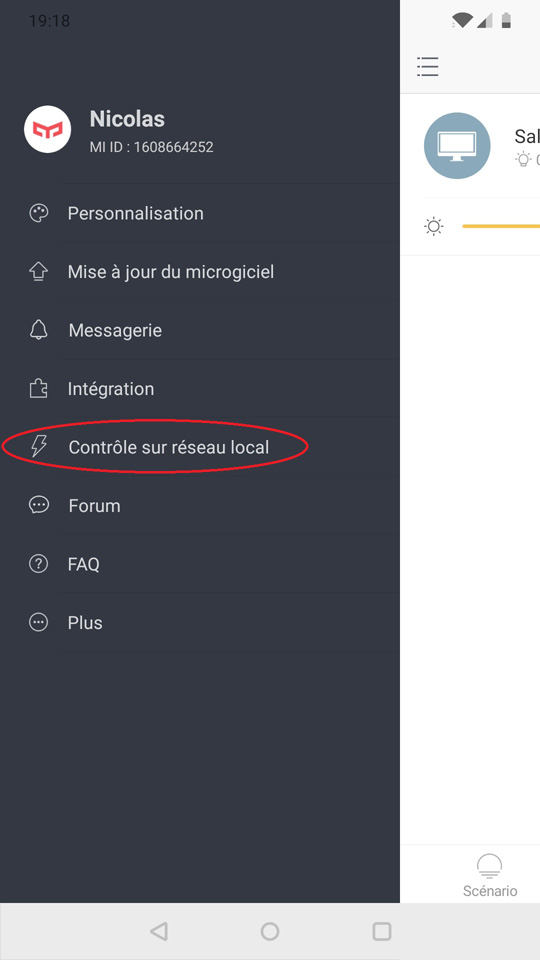 19:18
Nicolas
MI ID : 1608664252
Personnalisation
Mise à jour du microgiciel
Messagerie
Intégration
Contrôle sur réseau local
Forum
FAQ
Plus
Sal
Scénario